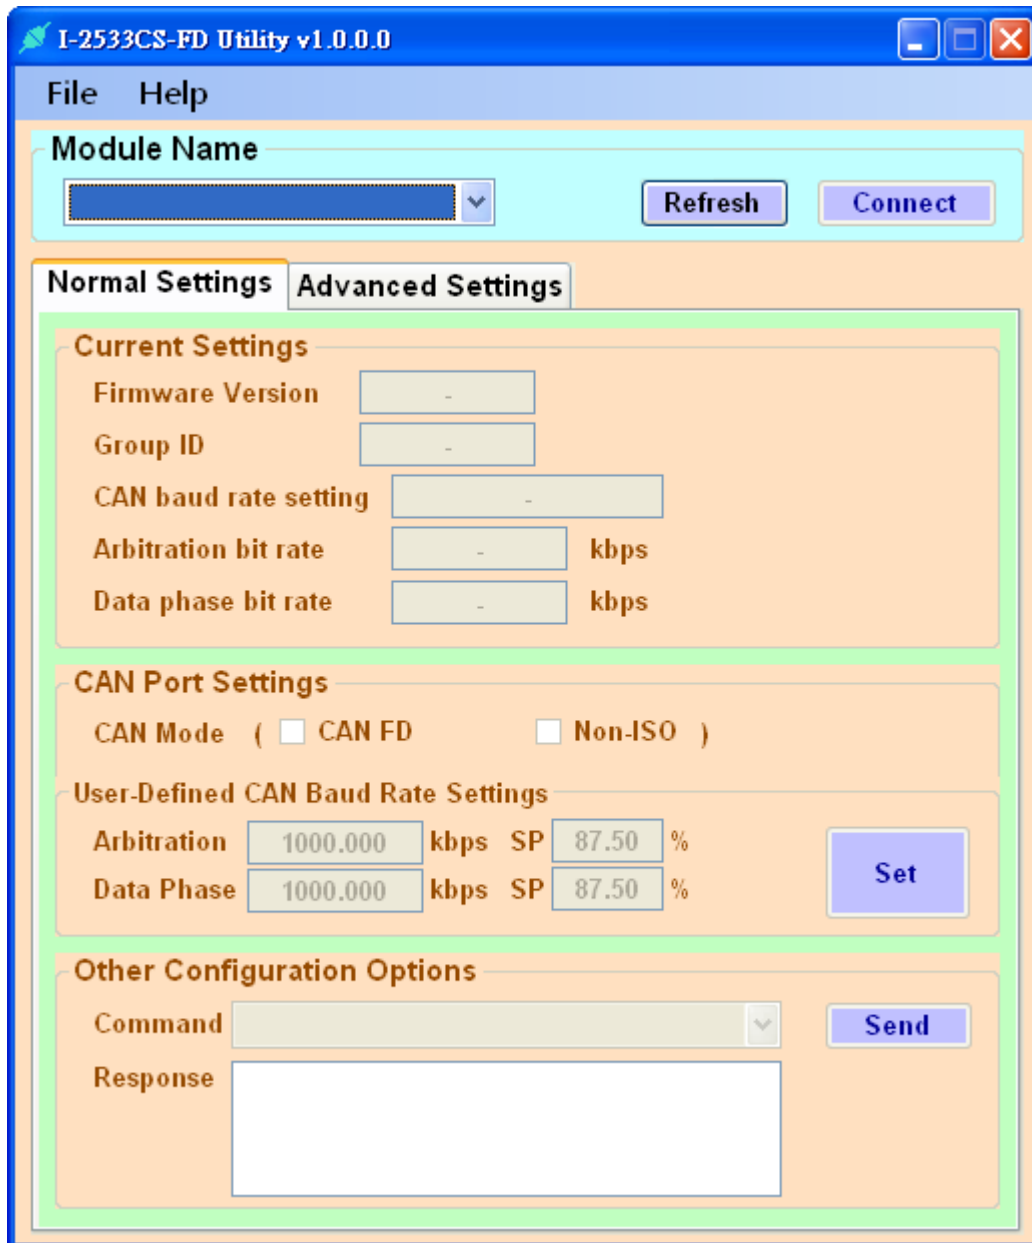 I-2533CS-FD Utility v1.0.0.0
File Help
Module Name
Refresh Connect
Normal Settings Advanced Settings
Current Settings
Firmware Version -
Group ID -
CAN baud rate setting -
Arbitration bit rate - kbps
Data phase bit rate - kbps
CAN Port Settings
CAN Mode ( CAN FD Non-ISO )
User-Defined CAN Baud Rate Settings
Arbitration 1000.000 kbps SP 87.50 %
Data Phase 1000.000 kbps SP 87.50 %
Set
Other Configuration Options
Command Send
Response